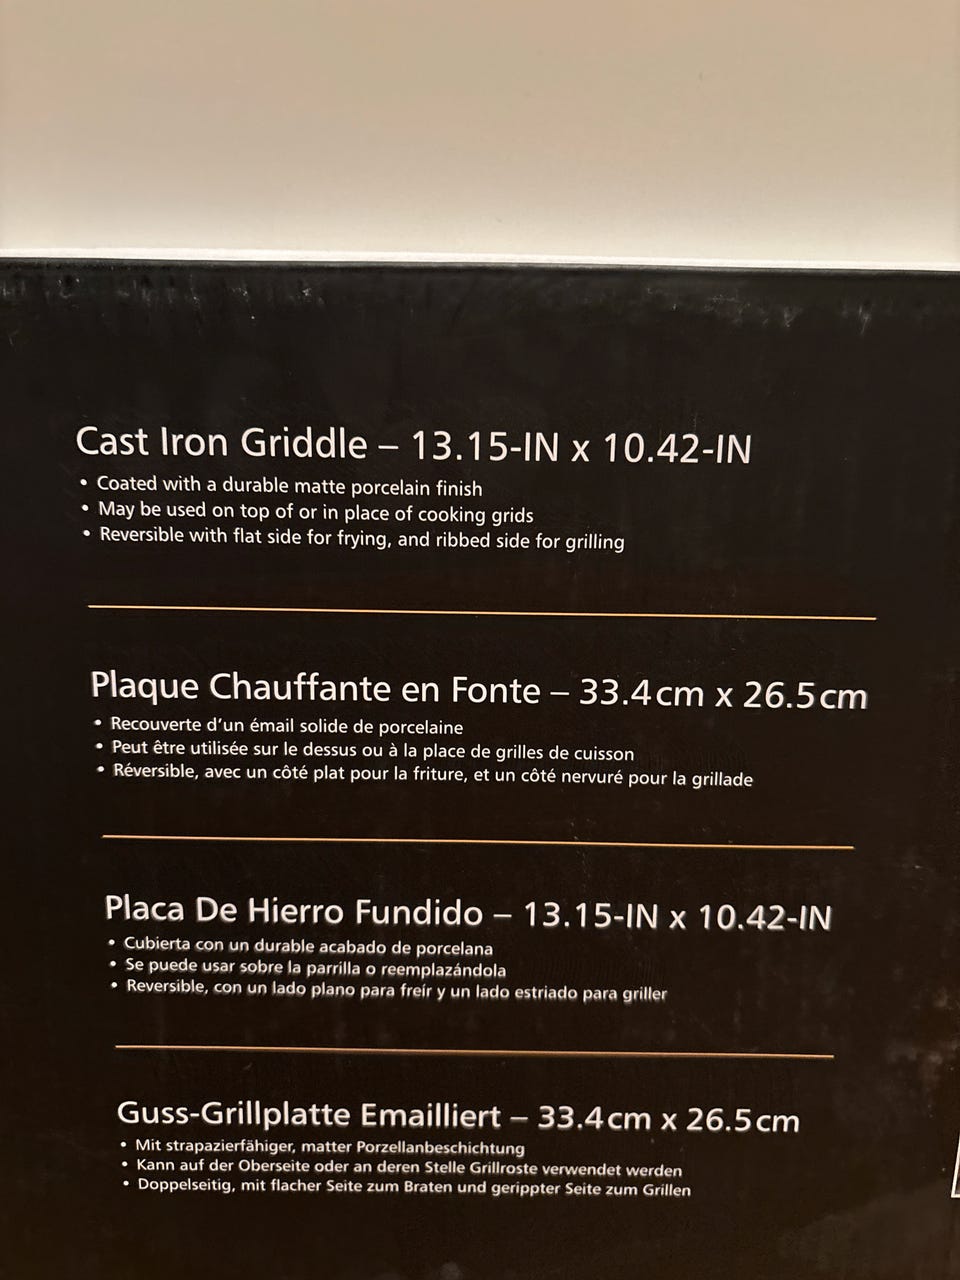 Cast Iron Griddle – 13.15-IN x 10.42-IN
• Coated with a durable matte porcelain finish
• May be used on top of or in place of cooking grids
• Reversible with flat side for frying, and ribbed side for grilling
Plaque Chauffante en Fonte – 33.4cm x 26.5cm
• Recouverte d’un émail solide de porcelaine
• Peut être utilisée sur le dessus ou à la place de grilles de cuisson
• Réversible, avec un côté plat pour la friture, et un côté nervuré pour la grillade
Placa De Hierro Fundido – 13.15-IN x 10.42-IN
• Cubierta con un durable acabado de porcelana
• Se puede usar sobre la parrilla o reemplazándola
• Reversible, con un lado plano para freír y un lado estriado para griller
Guss-Grillplatte Emailliert – 33.4cm x 26.5cm
• Mit strapazierfähiger, matter Porzellanbeschichtung
• Kann auf der Oberseite oder an deren Stelle Grillroste verwendet werden
• Doppelseitig, mit flacher Seite zum Braten und gerippter Seite zum Grillen